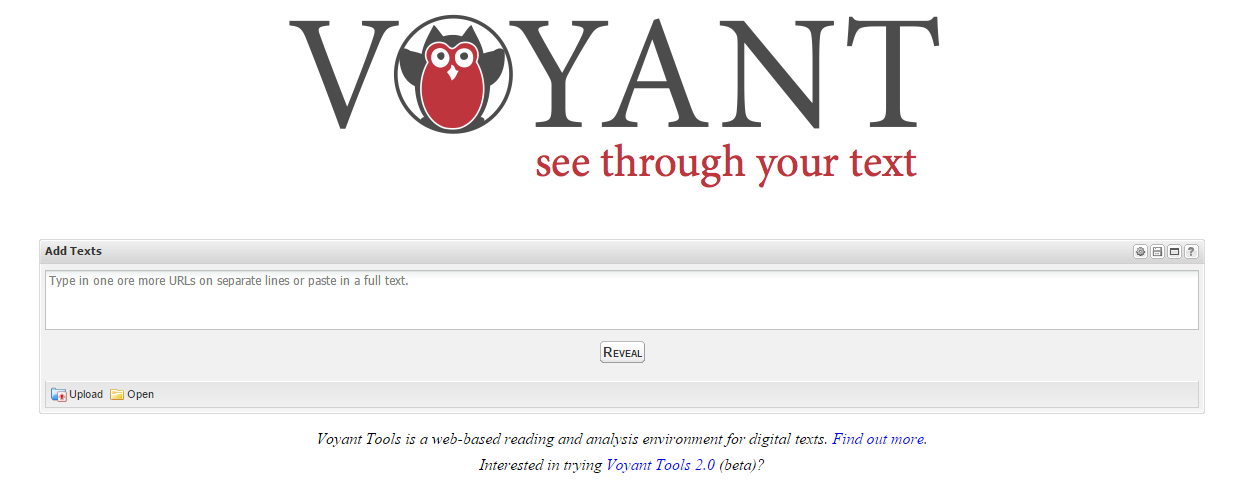 VOYANT
see through your text
Add Texts
Type in one ore more URLs on separate lines or paste in a full text.
Reveal
Upload Open
Voyant Tools is a web-based reading and analysis environment for digital texts. Find out more.
Interested in trying Voyant Tools 2.0 (beta)?